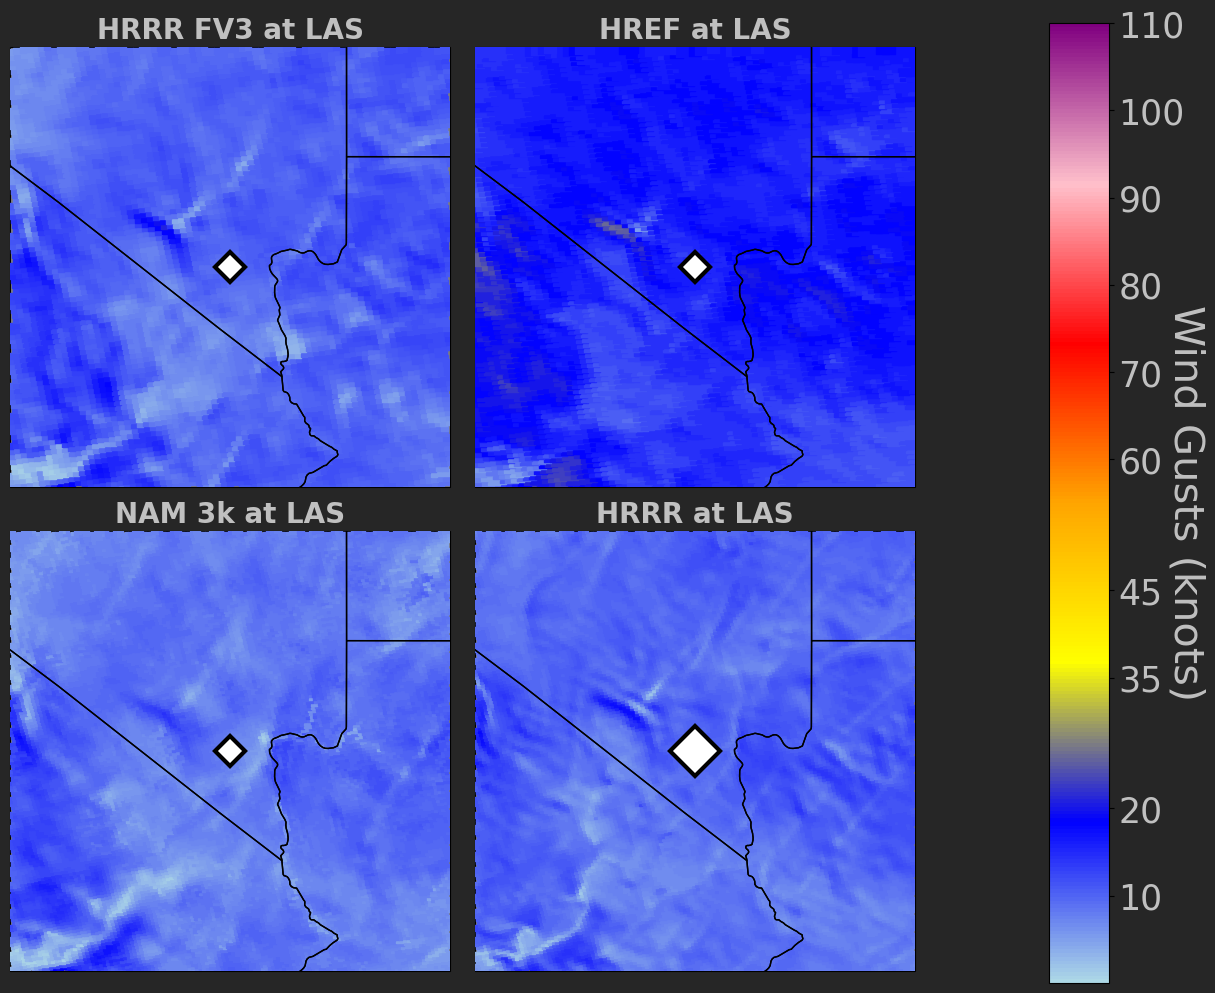 HRRR FV3 at LAS
HREF at LAS
NAM 3k at LAS
HRRR at LAS
110
100
90
80
70
60
45
35
20
10
Wind Gusts (knots)